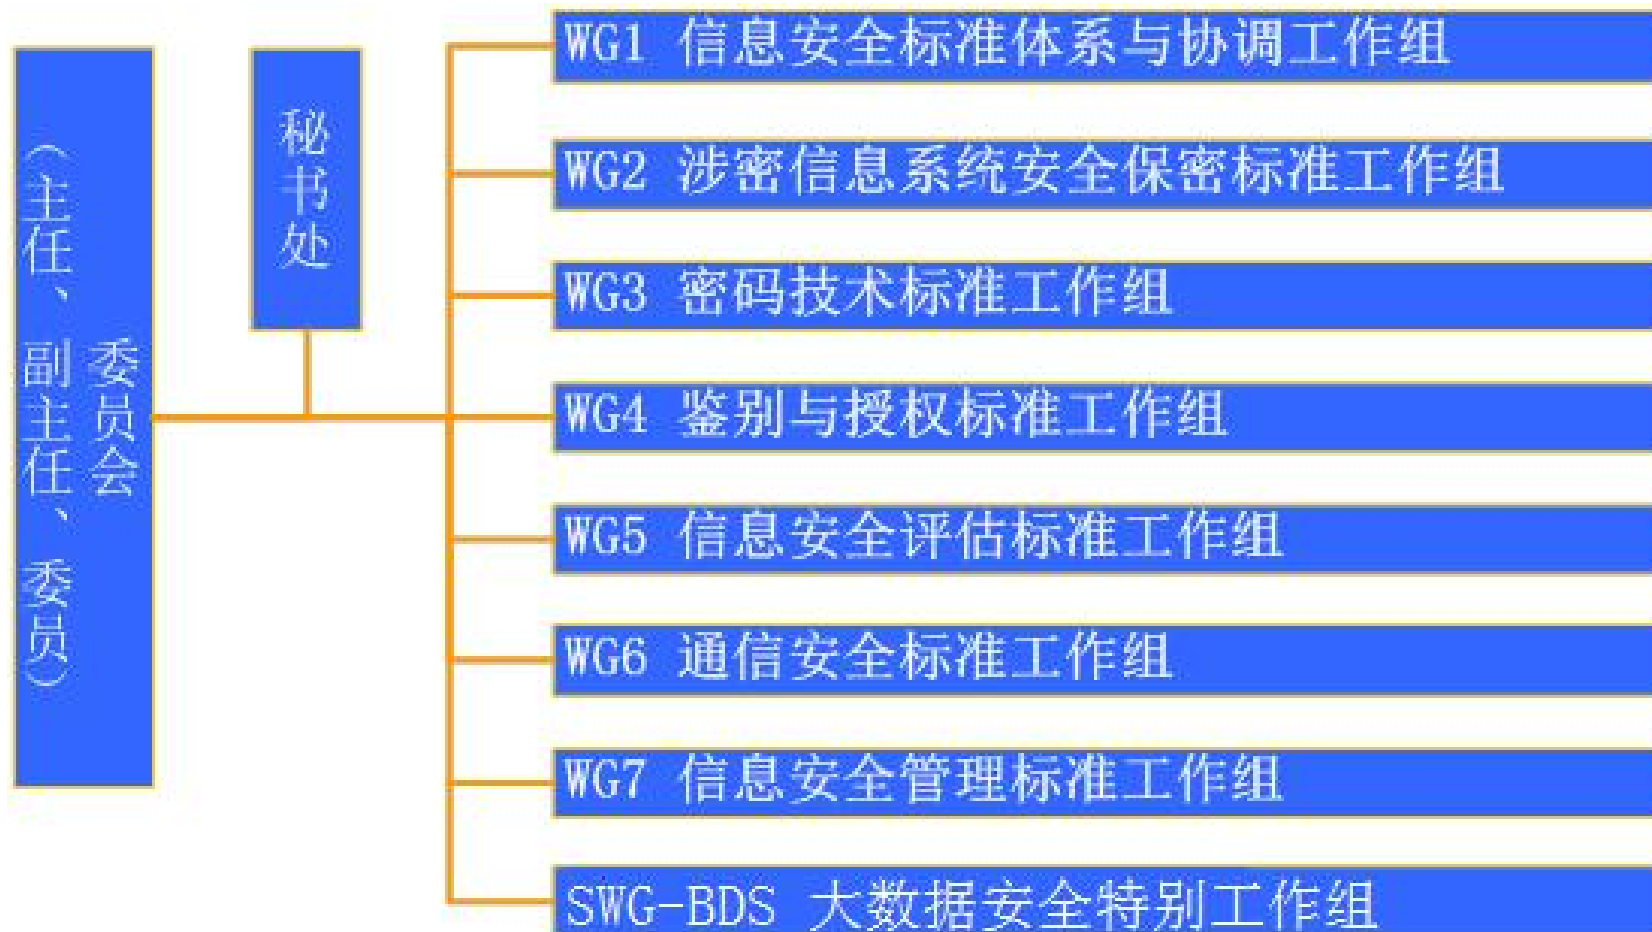 委员会
（主任、副主任、委员）
秘书处
WG1 信息安全标准体系与协调工作组
WG2 涉密信息系统安全保密标准工作组
WG3 密码技术标准工作组
WG4 鉴别与授权标准工作组
WG5 信息安全评估标准工作组
WG6 通信安全标准工作组
WG7 信息安全管理标准工作组
SWG-BDS 大数据安全特别工作组